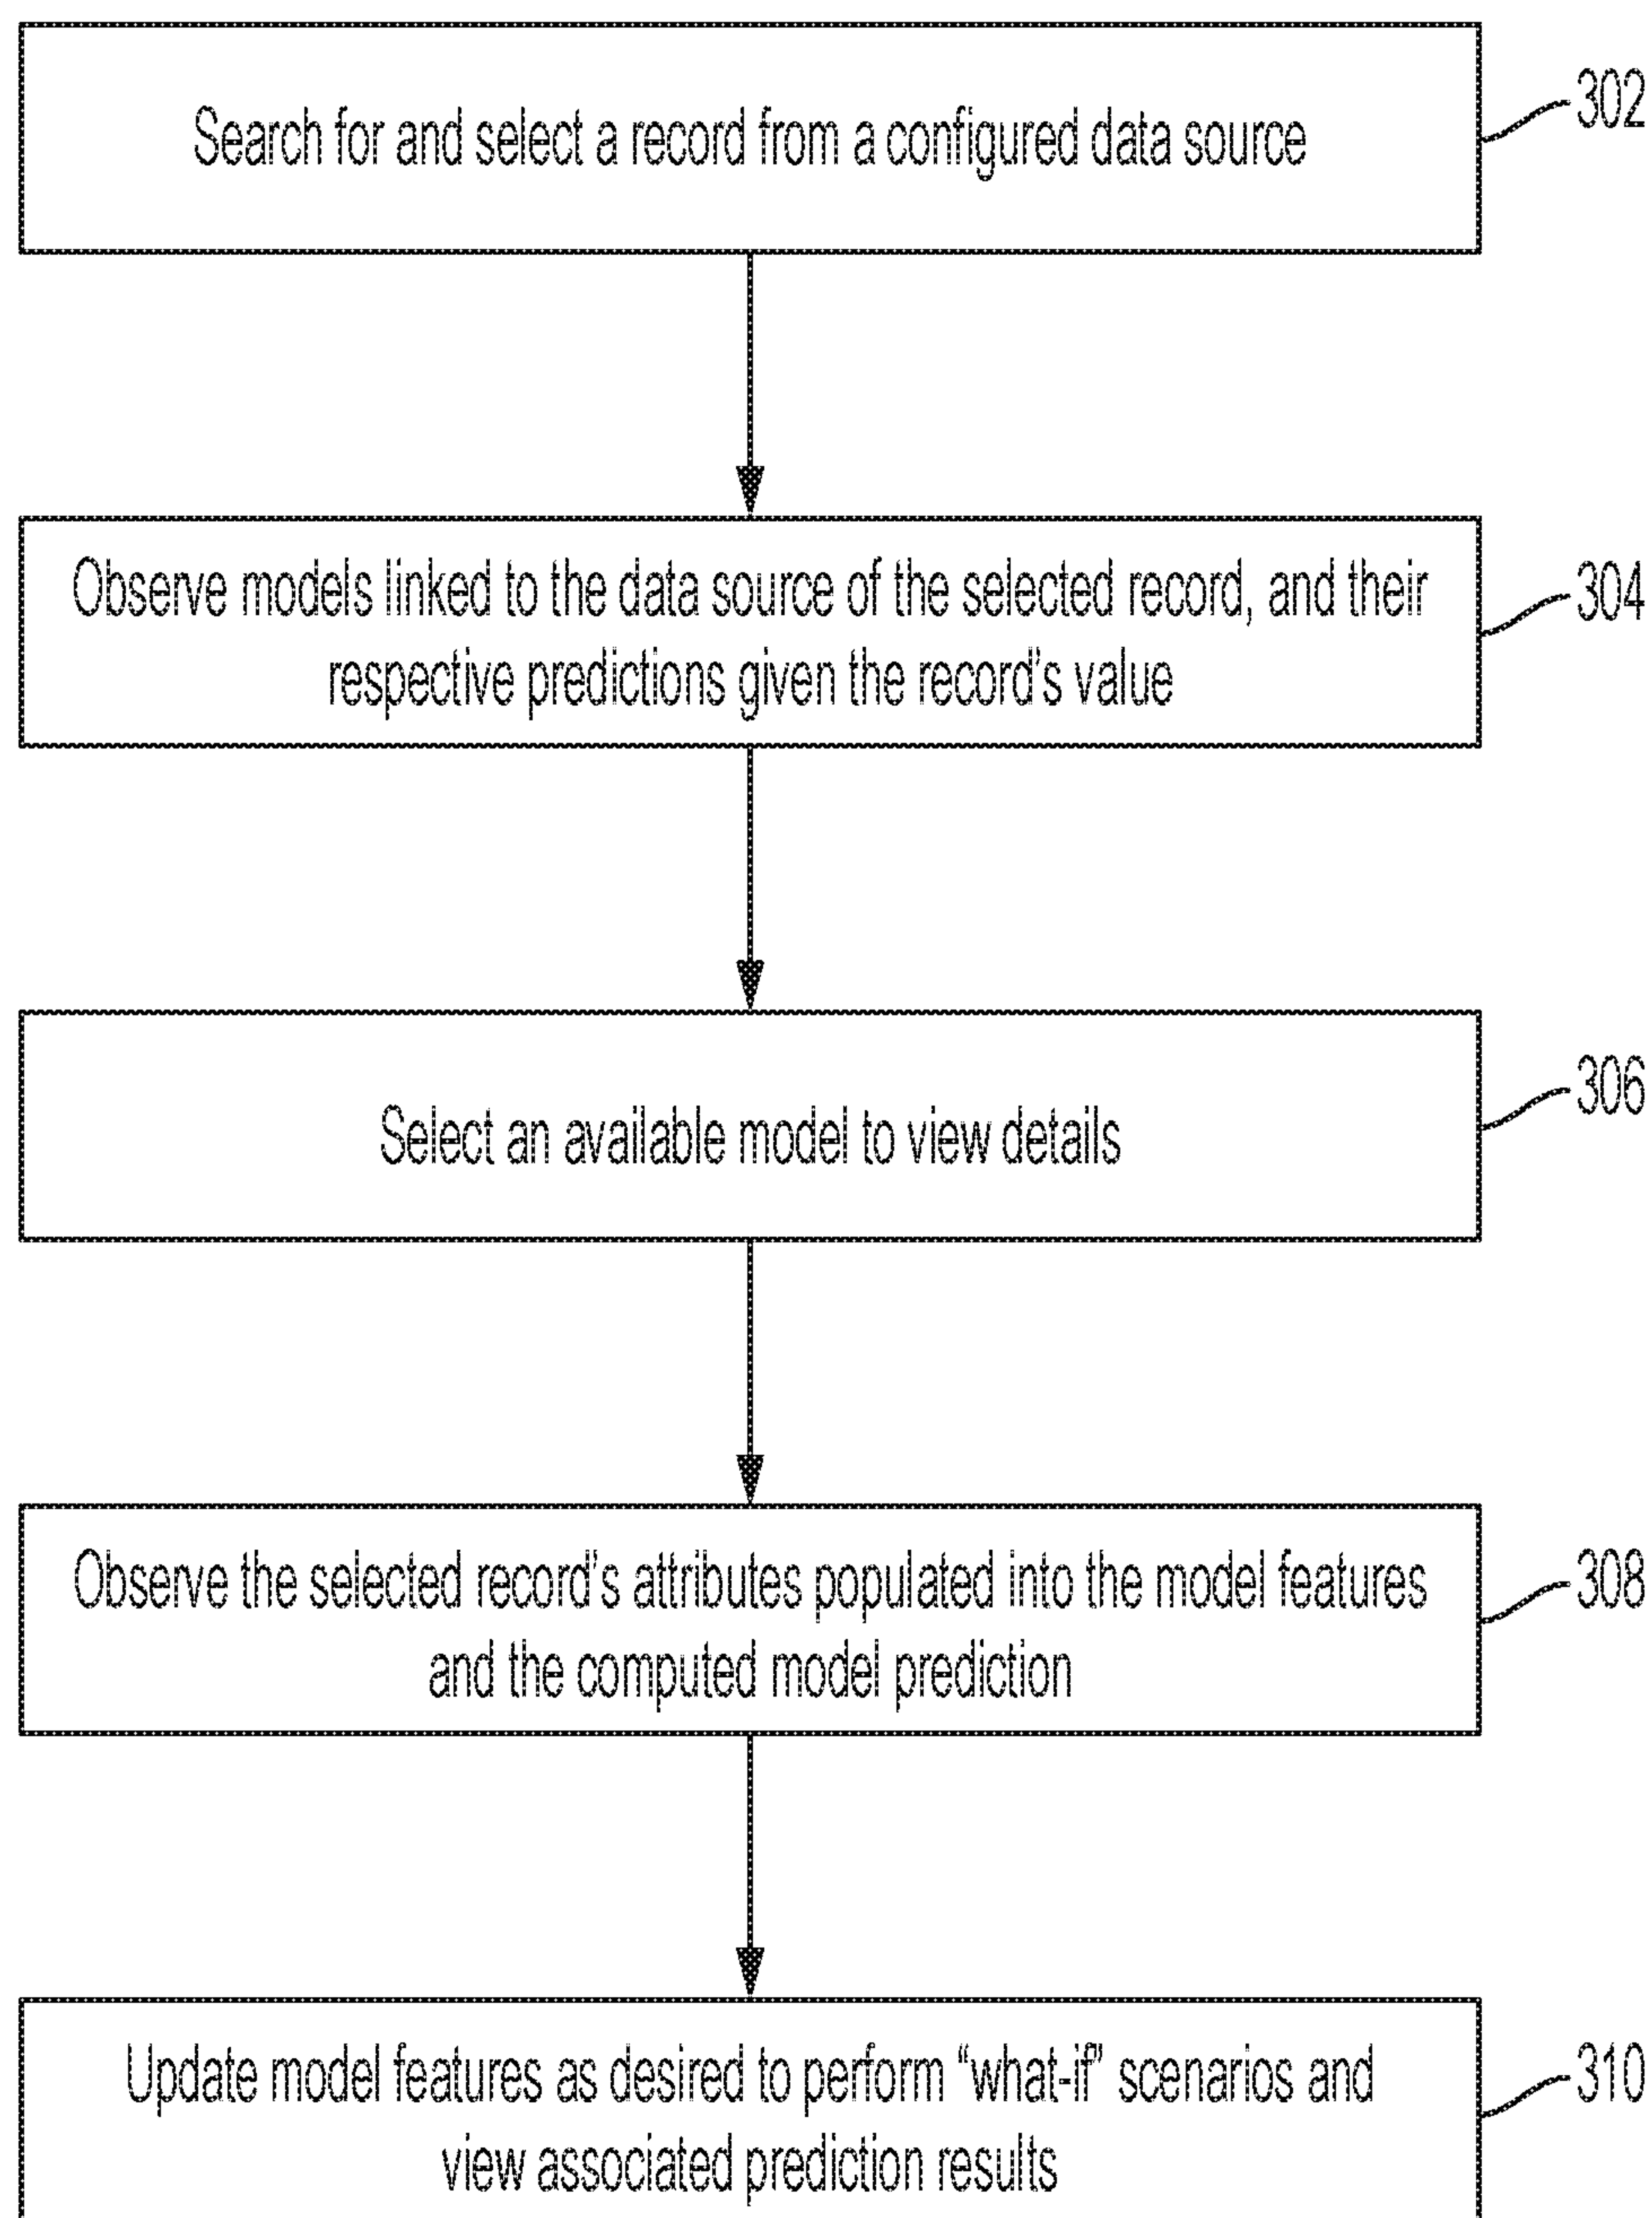 Search for and select a record from a configured data source
302
Observe models linked to the data source of the selected record, and their
respective predictions given the record's value
304
Select an available model to view details
306
Observe the selected record's attributes populated into the model features
and the computed model prediction
308
Update model features as desired to perform “what-if” scenarios and
view associated prediction results
310